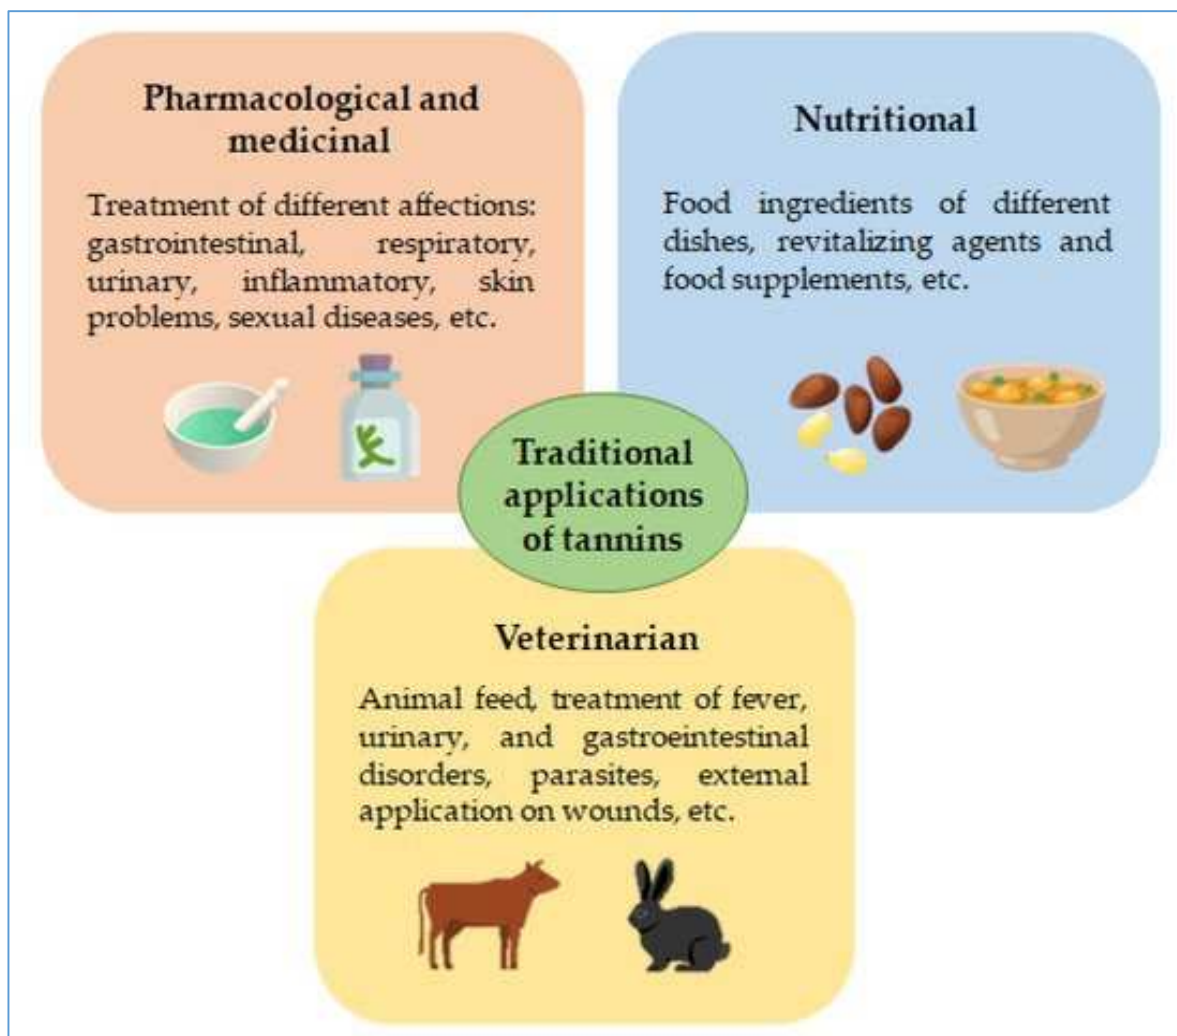 Pharmacological and
medicinal
Treatment of different affections:
gastrointestinal, respiratory,
urinary, inflammatory, skin
problems, sexual diseases, etc.
Nutritional
Food ingredients of different
dishes, revitalizing agents and
food supplements, etc.
Traditional
applications
of tannins
Veterinarian
Animal feed, treatment of fever,
urinary, and gastroeintestinal
disorders, parasites, external
application on wounds, etc.